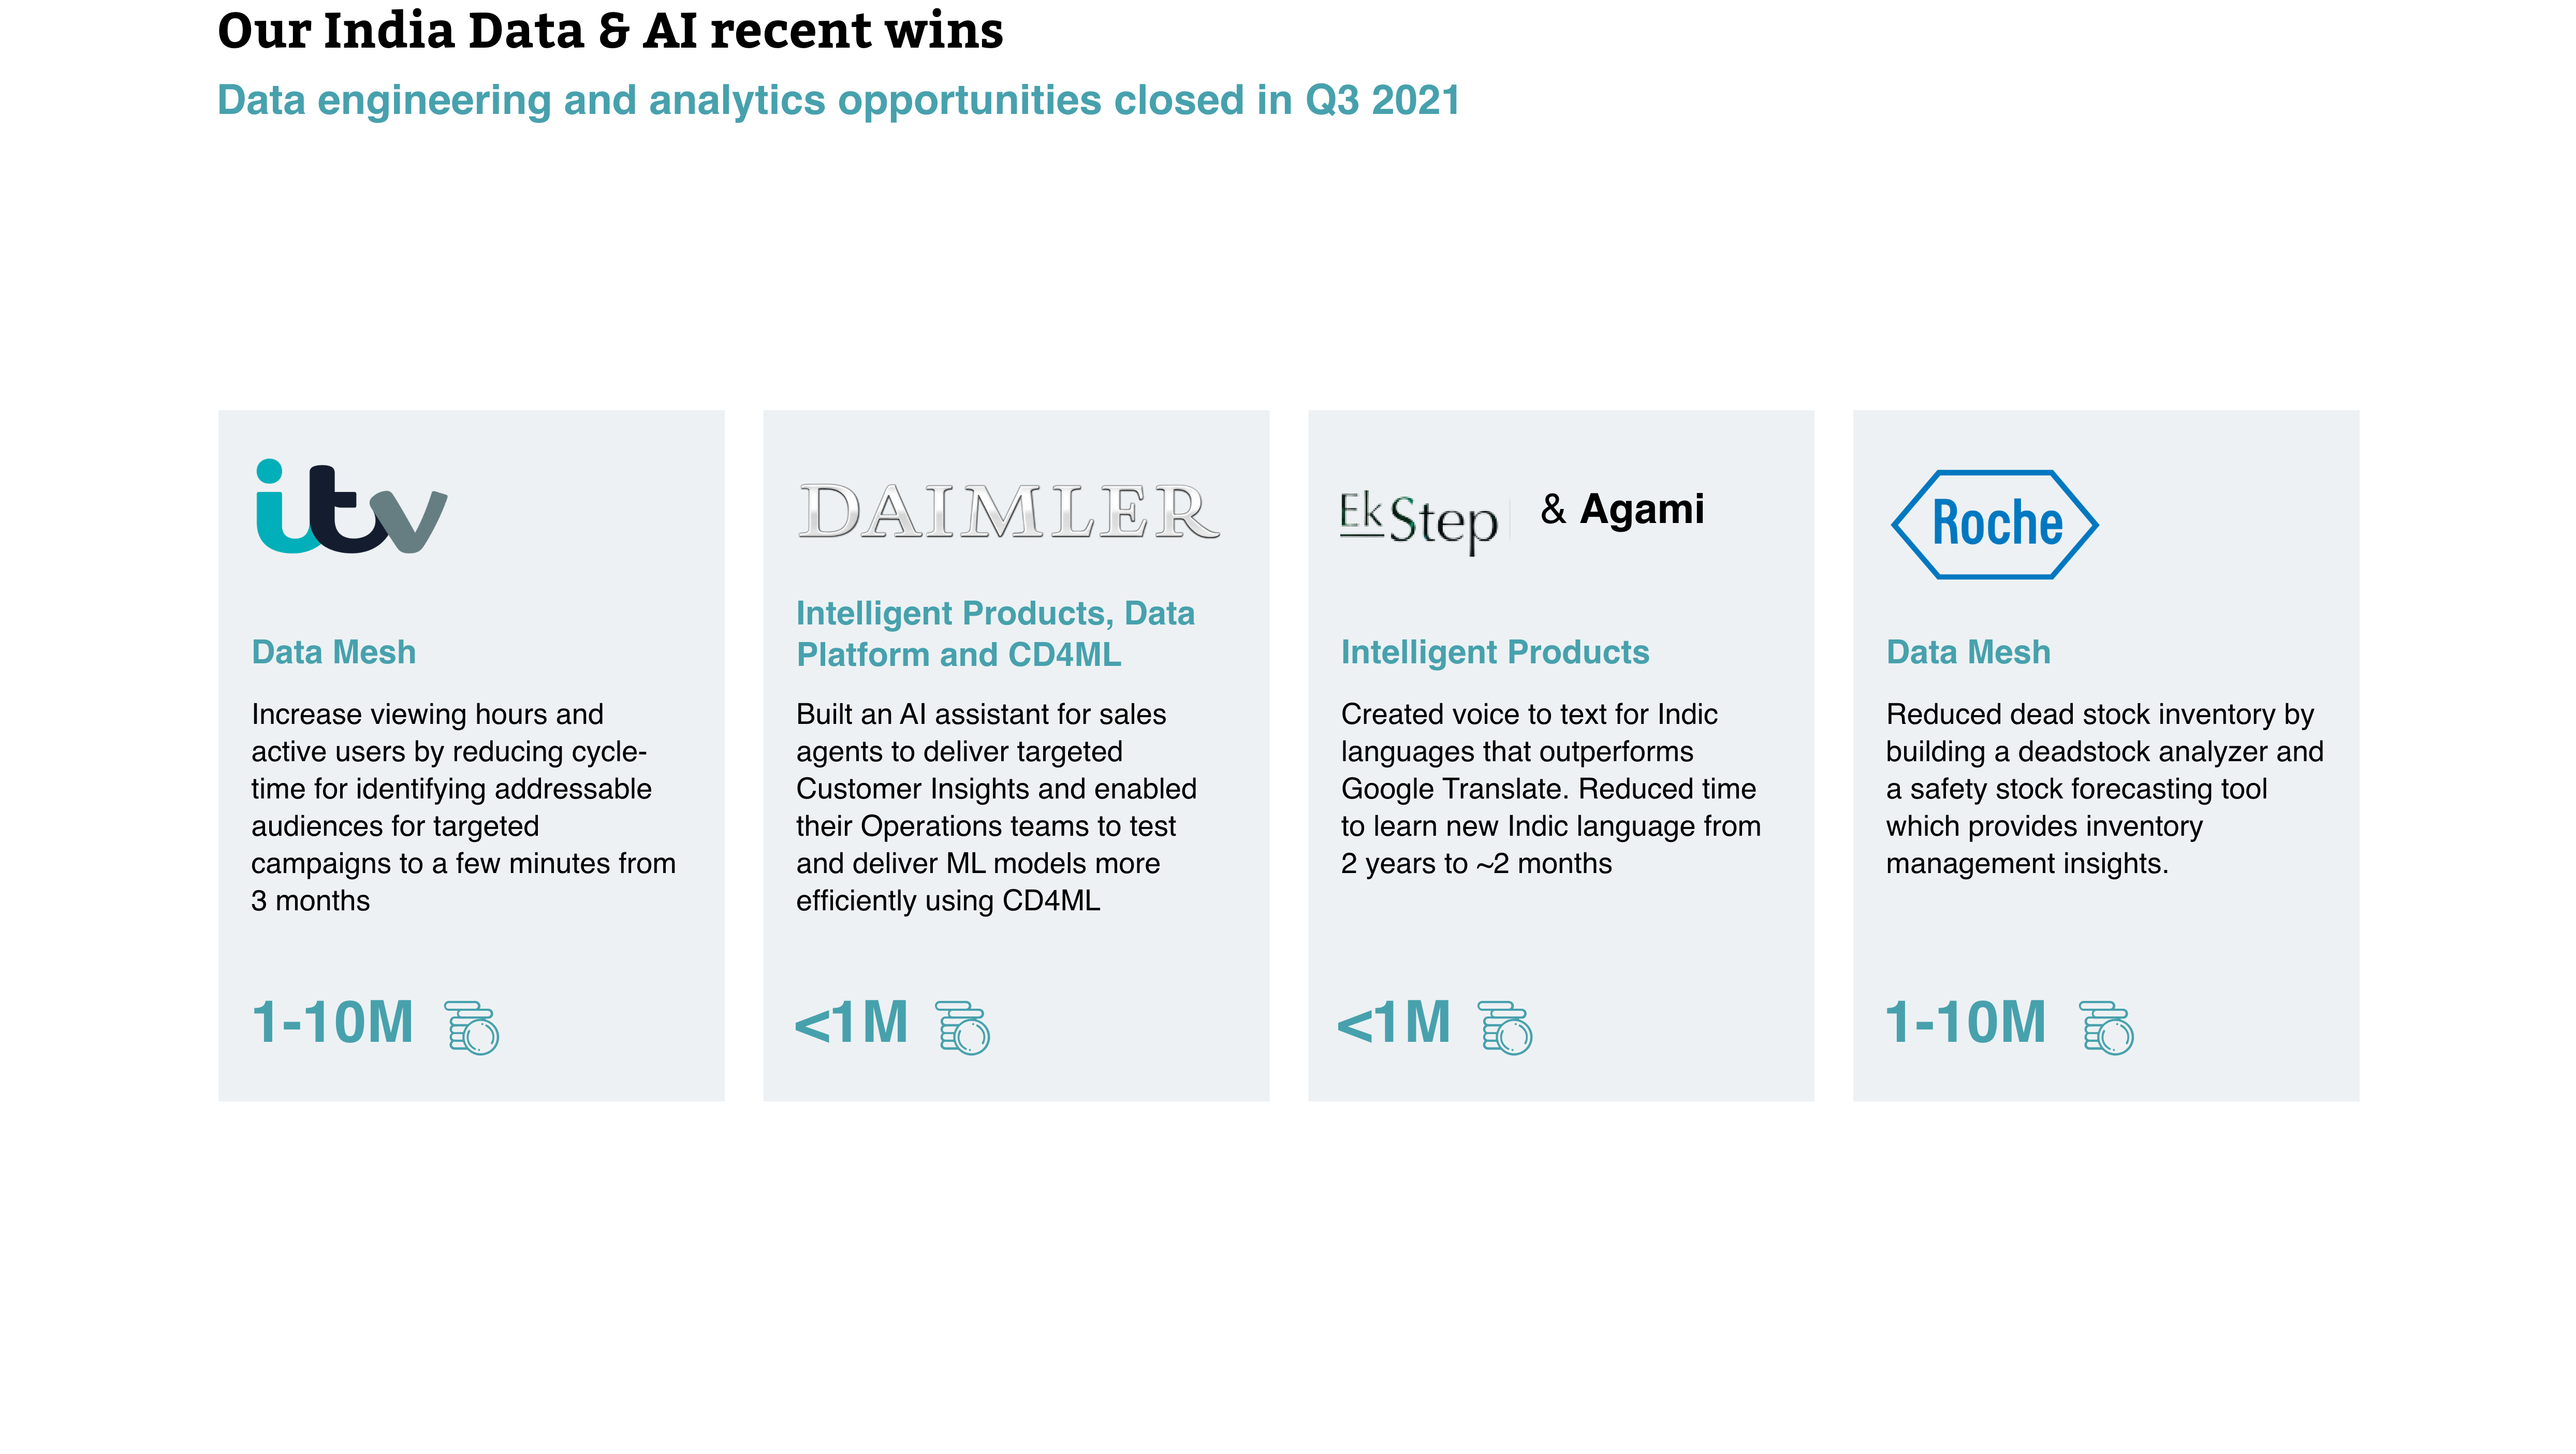 Our India Data & AI recent wins
Data engineering and analytics opportunities closed in Q3 2021
itv
Data Mesh
Increase viewing hours and
active users by reducing cycle-
time for identifying addressable
audiences for targeted
campaigns to a few minutes from
3 months
1-10M
DAIMLER
Intelligent Products, Data
Platform and CD4ML
Built an AI assistant for sales
agents to deliver targeted
Customer Insights and enabled
their Operations teams to test
and deliver ML models more
efficiently using CD4ML
<1M
EkStep & Agami
Intelligent Products
Created voice to text for Indic
languages that outperforms
Google Translate. Reduced time
to learn new Indic language from
2 years to ~2 months
<1M
Roche
Data Mesh
Reduced dead stock inventory by
building a deadstock analyzer and
a safety stock forecasting tool
which provides inventory
management insights.
1-10M